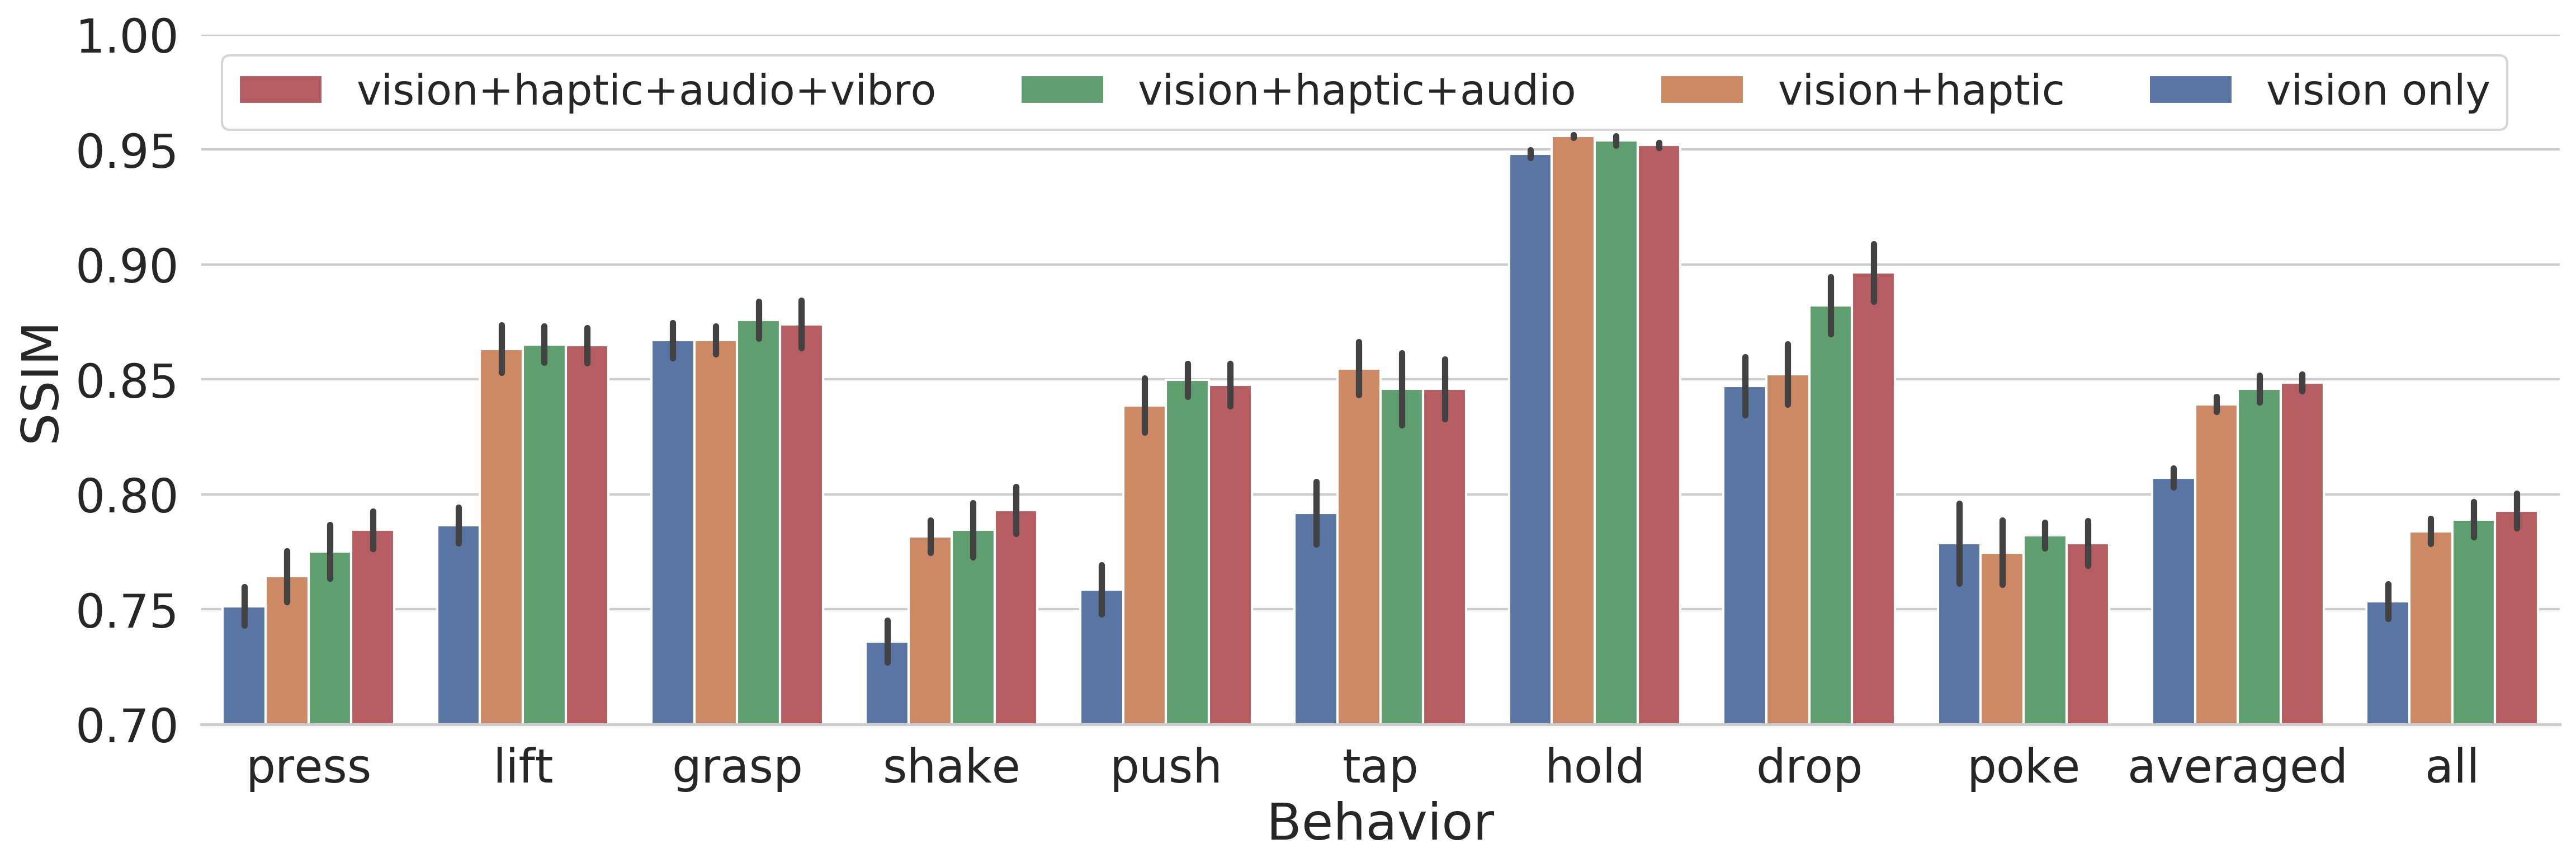 1.00
vision+haptic+audio+vibro vision+haptic+audio vision+haptic vision only
0.95
0.90
0.85
SSIM
0.80
0.75
0.70
press lift grasp shake push tap hold drop poke averaged all
Behavior